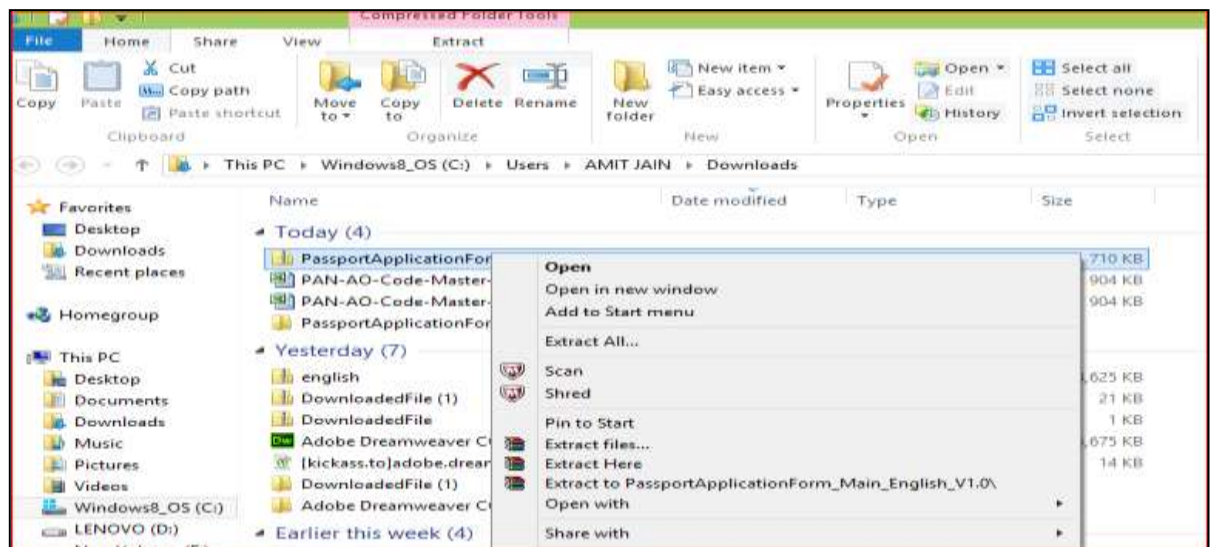 Compressed Folder Tools
File Home Share View Extract
Copy
Paste
Cut
Copy path
Paste shortcut
Clipboard
Move to
Copy to
Delete
Rename
Organize
New folder
New item
Easy access
New
Properties
Open
Edit
History
Open
Select all
Select none
Invert selection
Select
This PC Windows8_OS (C:) Users AMIT JAIN Downloads
Favorites
Desktop
Downloads
Recent places
Homegroup
This PC
Desktop
Documents
Downloads
Music
Pictures
Videos
Windows8_OS (C:)
LENOVO (D:)
Name Date modified Type Size
Today (4)
PassportApplicationFor 710 KB
PAN-AO-Code-Master- 904 KB
PAN-AO-Code-Master- 904 KB
PassportApplicationFor
Yesterday (7)
english ,625 KB
DownloadedFile (1) 21 KB
DownloadedFile 1 KB
Adobe Dreamweaver C ,675 KB
[kickass.to]adobe.drear 14 KB
DownloadedFile (1)
Adobe Dreamweaver C
Earlier this week (4)
Open
Open in new window
Add to Start menu
Extract All...
Scan
Shred
Pin to Start
Extract files...
Extract Here
Extract to PassportApplicationForm_Main_English_V1.0\
Open with
Share with